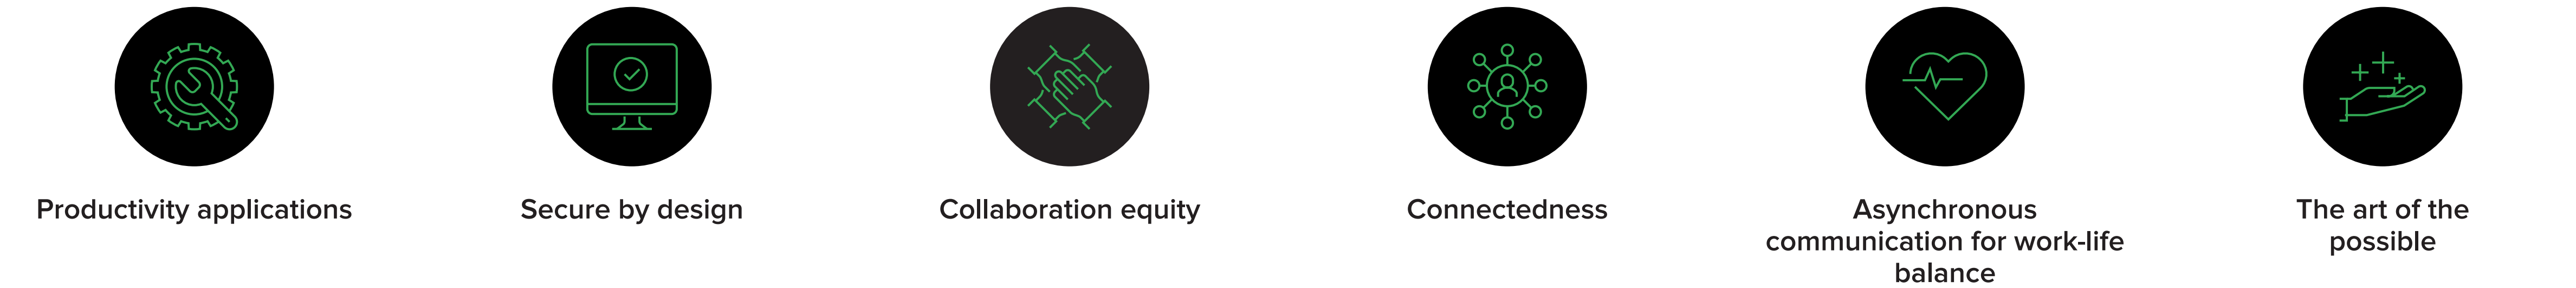 Productivity applications
Secure by design
Collaboration equity
Connectedness
Asynchronous
communication for work-life
balance
The art of the
possible